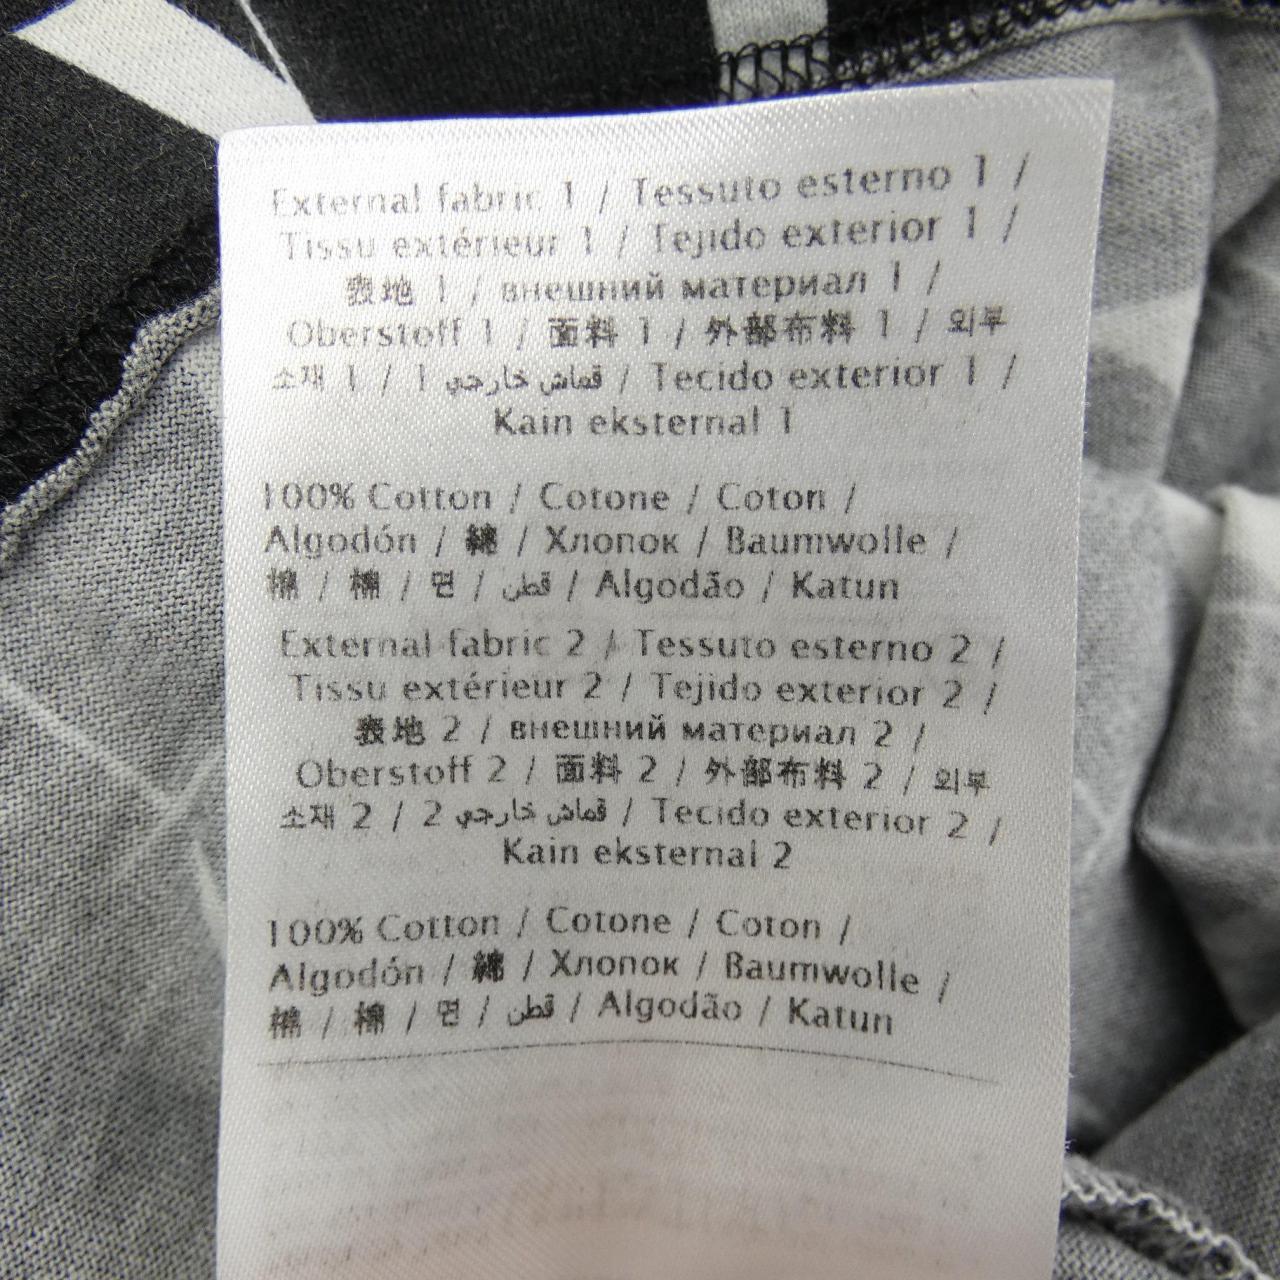 External fabric 1 / Tessuto esterno 1 /
Tissu extérieur 1 / Tejido exterior 1 /
表地 1 / внешний материал 1 /
Oberstoff 1 / 面料 1 / 外部布料 1 / 외부
소재 1 / قماش خارجي 1 / Tecido exterior 1 /
Kain eksternal 1
100% Cotton / Cotone / Coton /
Algodón / 綿 / Хлопок / Baumwolle /
棉 / 棉 / 면 / قطن / Algodão / Katun
External fabric 2 / Tessuto esterno 2 /
Tissu extérieur 2 / Tejido exterior 2 /
表地 2 / внешний материал 2 /
Oberstoff 2 / 面料 2 / 外部布料 2 / 외부
소재 2 / قماش خارجي 2 / Tecido exterior 2 /
Kain eksternal 2
100% Cotton / Cotone / Coton /
Algodón / 綿 / Хлопок / Baumwolle /
棉 / 棉 / 면 / قطن / Algodão / Katun